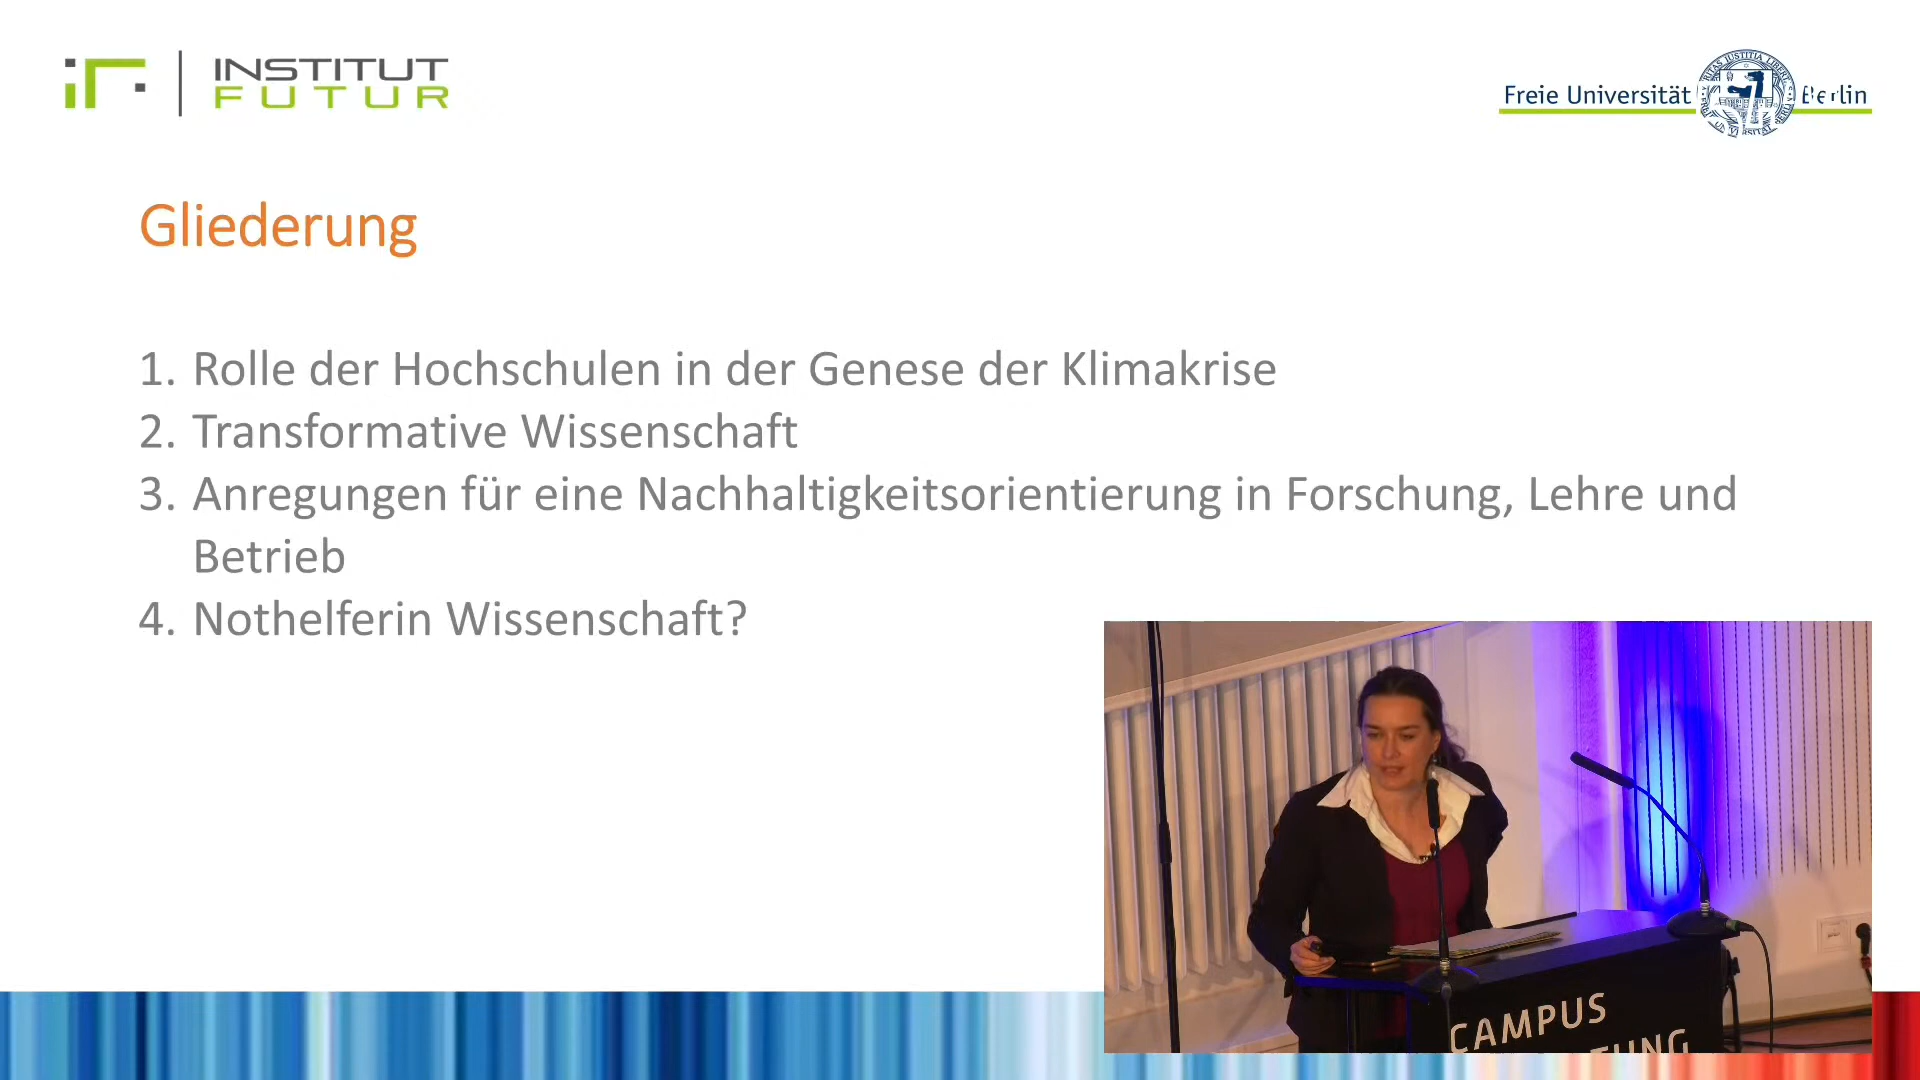 INSTITUT
FUTUR
Freie Universität Berlin
Gliederung
1. Rolle der Hochschulen in der Genese der Klimakrise
2. Transformative Wissenschaft
3. Anregungen für eine Nachhaltigkeitsorientierung in Forschung, Lehre und
Betrieb
4. Nothelferin Wissenschaft?
CAMPUS